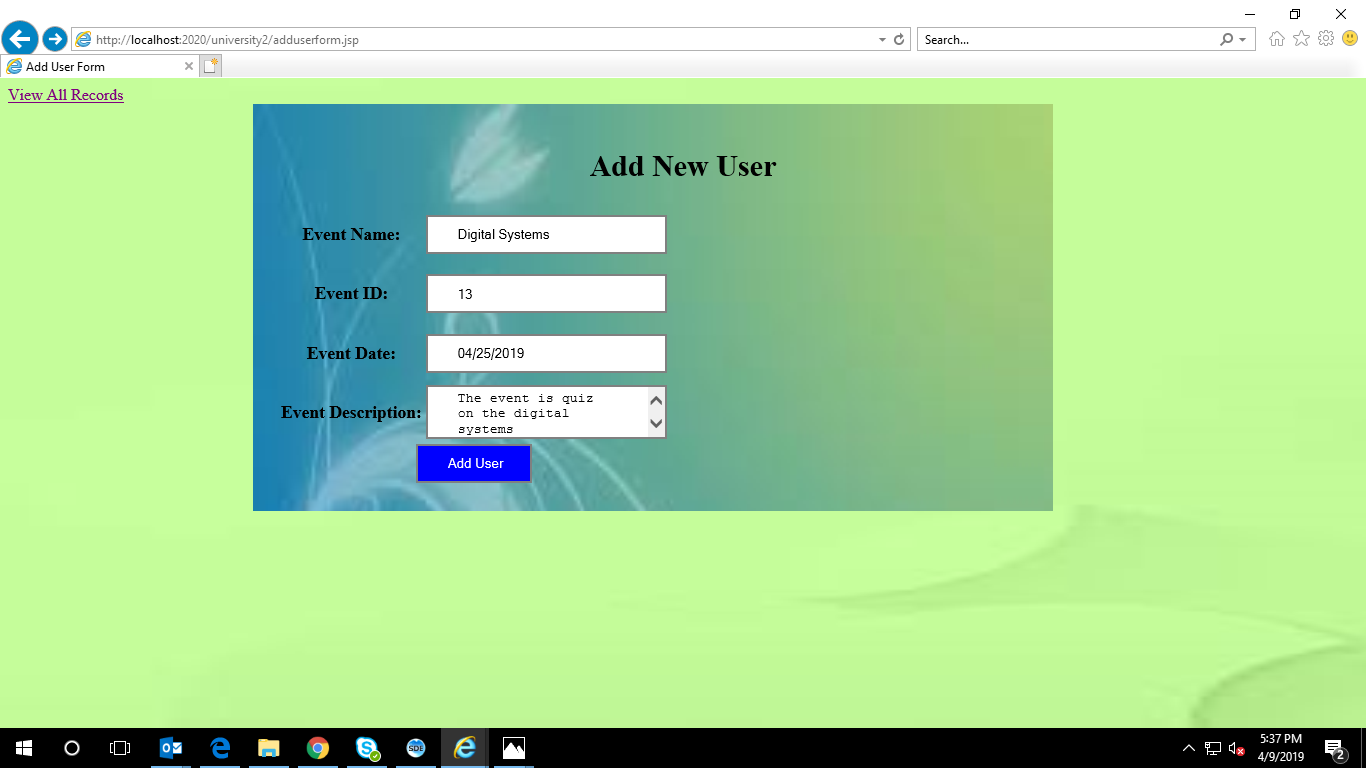 http://localhost:2020/university2/adduserform.jsp
Search...
Add User Form
View All Records
Add New User
Event Name: Digital Systems
Event ID: 13
Event Date: 04/25/2019
Event Description: The event is quiz
on the digital
systems
Add User
SDE
5:37 PM
4/9/2019
2